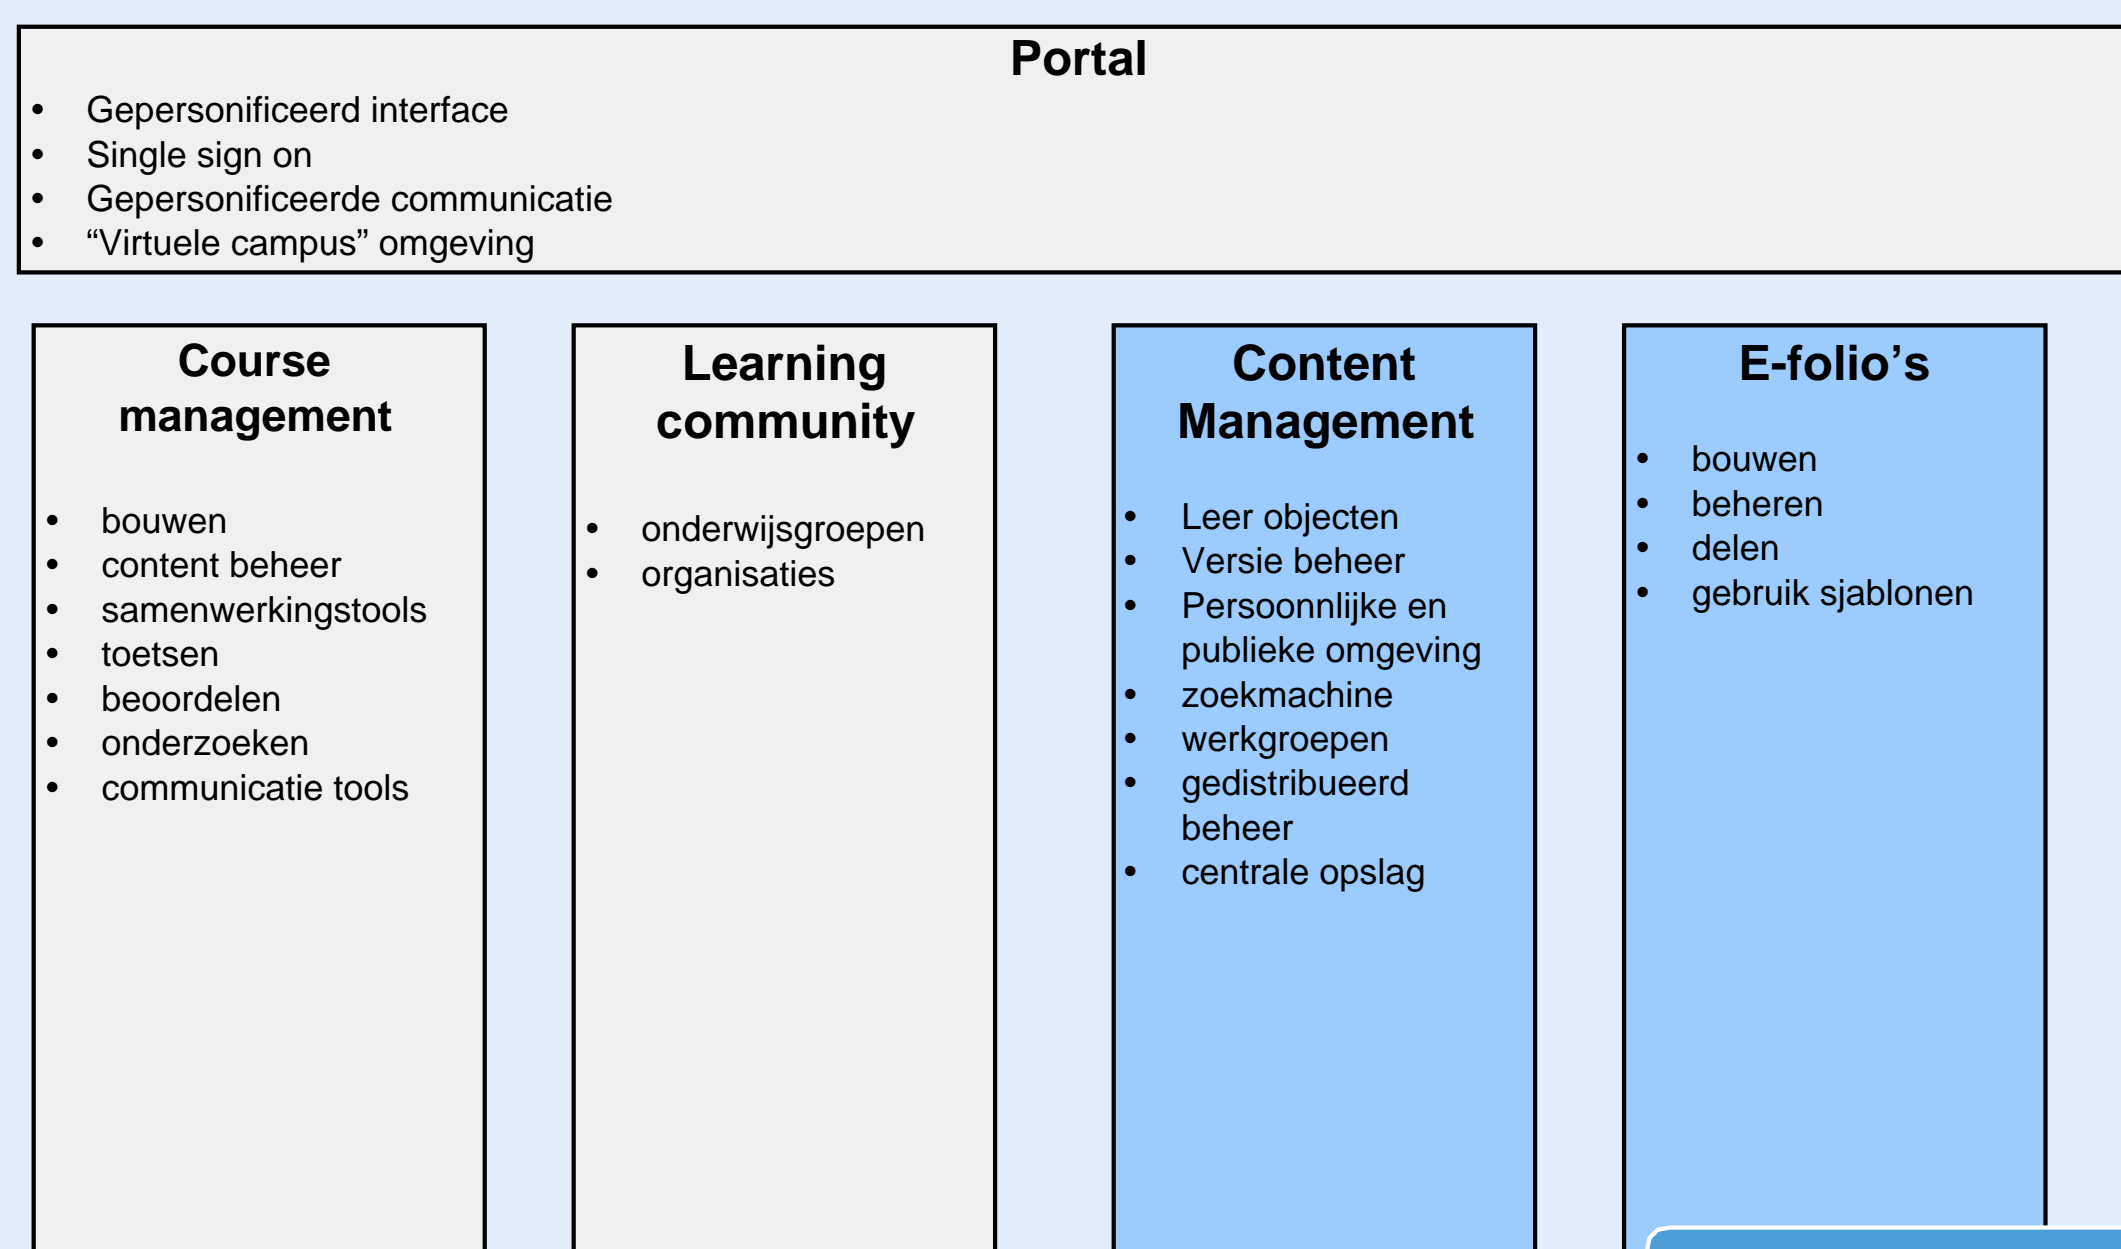 Portal
• Gepersonificeerd interface
• Single sign on
• Gepersonificeerde communicatie
• “Virtuele campus” omgeving
Course
management
• bouwen
• content beheer
• samenwerkingstools
• toetsen
• beoordelen
• onderzoeken
• communicatie tools
Learning
community
• onderwijsgroepen
• organisaties
Content
Management
• Leer objecten
• Versie beheer
• Persoonnlijke en
publieke omgeving
• zoekmachine
• werkgroepen
• gedistribueerd
beheer
• centrale opslag
E-folio’s
• bouwen
• beheren
• delen
• gebruik sjablonen